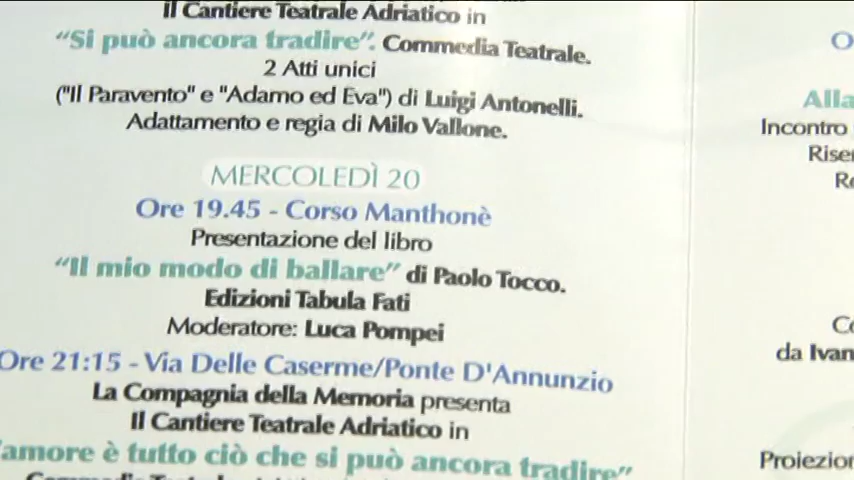 Il Cantiere Teatrale Adriatico in
“Si può ancora tradire”. Commedia Teatrale.
2 Atti unici
("Il Paravento" e "Adamo ed Eva") di Luigi Antonelli.
Adattamento e regia di Milo Vallone.
MERCOLEDÌ 20
Ore 19.45 - Corso Manthonè
Presentazione del libro
“Il mio modo di ballare” di Paolo Tocco.
Edizioni Tabula Fati
Moderatore: Luca Pompei
Ore 21:15 - Via Delle Caserme/Ponte D'Annunzio
La Compagnia della Memoria presenta
Il Cantiere Teatrale Adriatico in
'amore è tutto ciò che si può ancora tradire”
Alla
Incontro
da Ivan
Proiezion